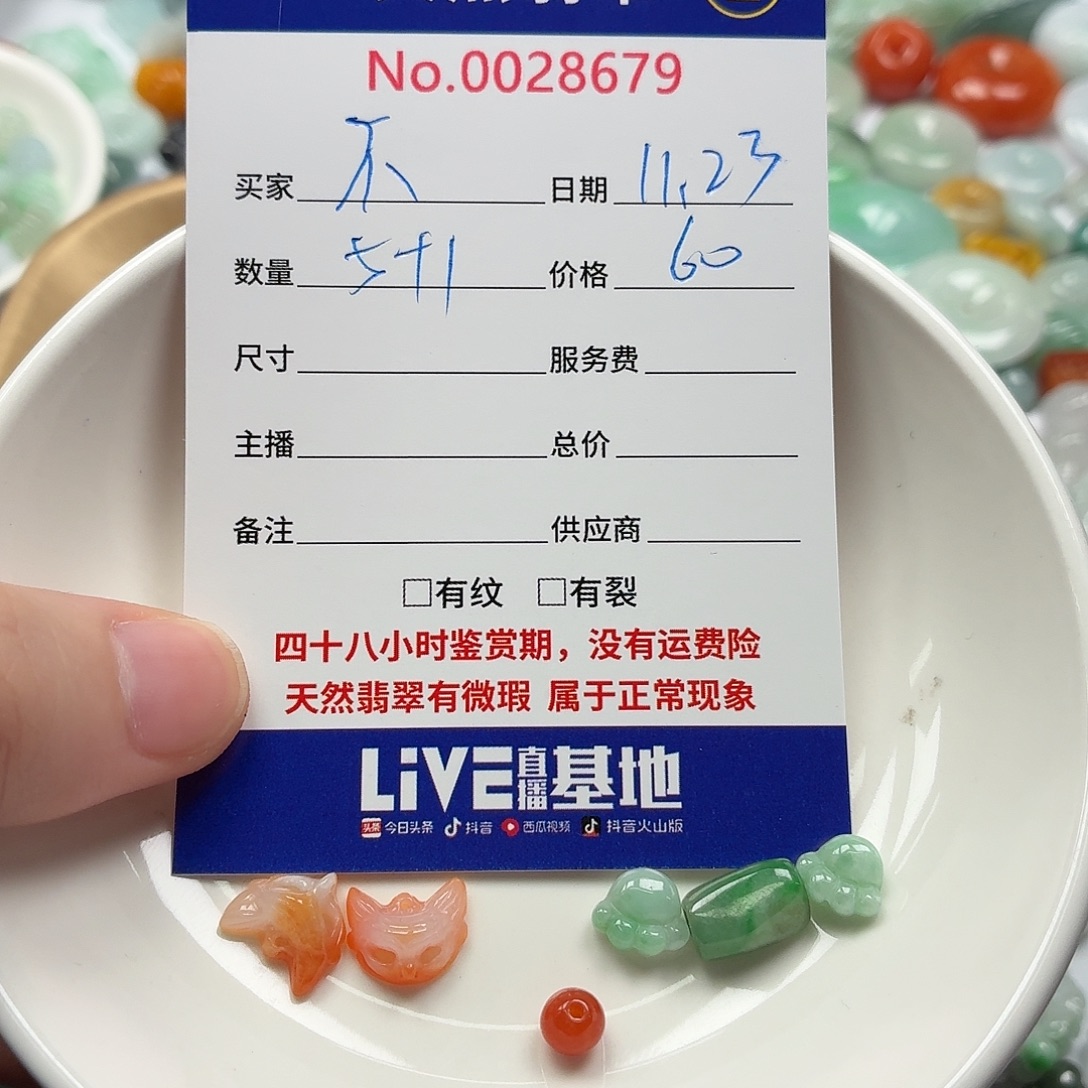 No.0028679
买家 不 日期 11.23
数量 5+1 价格 60
尺寸 服务费
主播 总价
备注 供应商
□有纹 □有裂
四十八小时鉴赏期，没有运费险
天然翡翠有微瑕 属于正常现象
LiVE直播基地
头条 今日头条 抖音 西瓜视频 抖音火山版